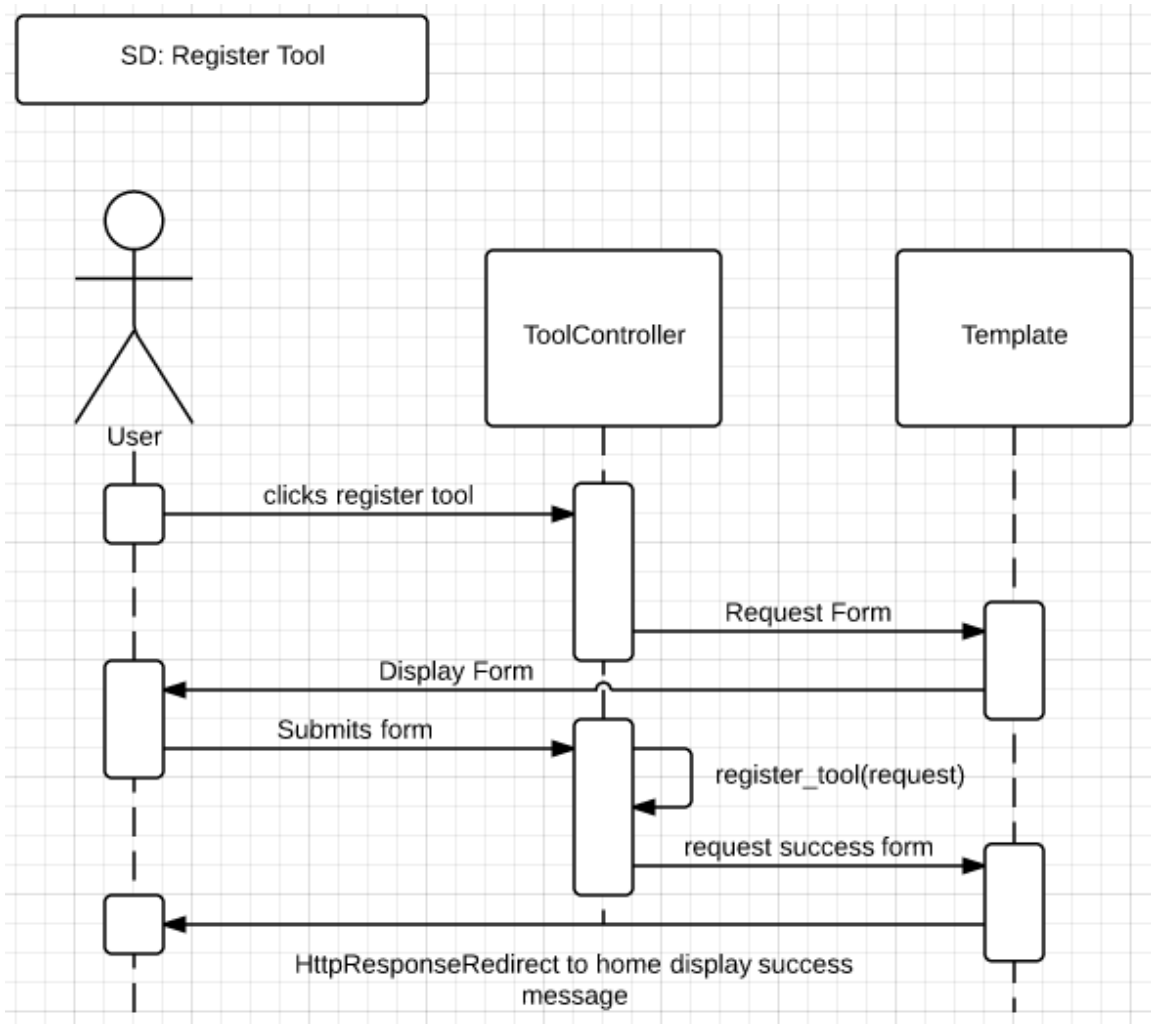 SD: Register Tool
ToolController
Template
User
clicks register tool
Request Form
Display Form
Submits form
register_tool(request)
request success form
HttpResponseRedirect to home display success
message